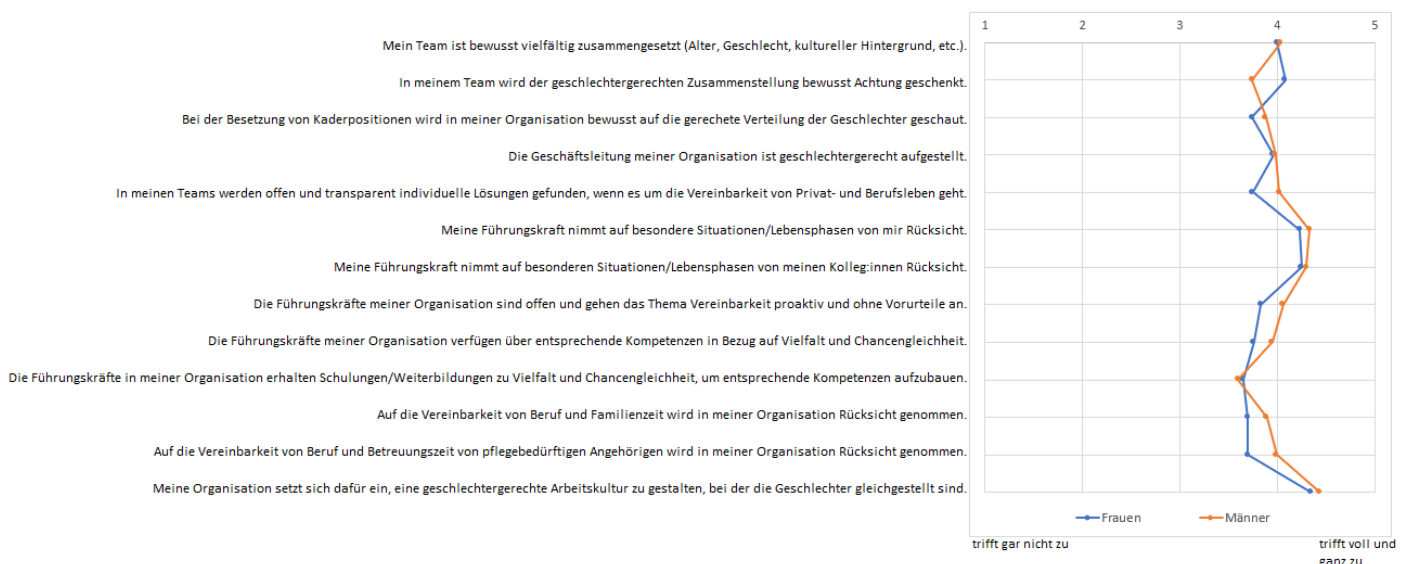 1 2 3 4 5
Mein Team ist bewusst vielfältig zusammengesetzt (Alter, Geschlecht, kultureller Hintergrund, etc.).
In meinem Team wird der geschlechtergerechten Zusammenstellung bewusst Achtung geschenkt.
Bei der Besetzung von Kaderpositionen wird in meiner Organisation bewusst auf die gerechete Verteilung der Geschlechter geschaut.
Die Geschäftsleitung meiner Organisation ist geschlechtergerecht aufgestellt.
In meinen Teams werden offen und transparent individuelle Lösungen gefunden, wenn es um die Vereinbarkeit von Privat- und Berufsleben geht.
Meine Führungskraft nimmt auf besondere Situationen/Lebensphasen von mir Rücksicht.
Meine Führungskraft nimmt auf besonderen Situationen/Lebensphasen von meinen Kolleg:innen Rücksicht.
Die Führungskräfte meiner Organisation sind offen und gehen das Thema Vereinbarkeit proaktiv und ohne Vorurteile an.
Die Führungskräfte meiner Organisation verfügen über entsprechende Kompetenzen in Bezug auf Vielfalt und Chancengleichheit.
Die Führungskräfte in meiner Organisation erhalten Schulungen/Weiterbildungen zu Vielfalt und Chancengleichheit, um entsprechende Kompetenzen aufzubauen.
Auf die Vereinbarkeit von Beruf und Familienzeit wird in meiner Organisation Rücksicht genommen.
Auf die Vereinbarkeit von Beruf und Betreuungszeit von pflegebedürftigen Angehörigen wird in meiner Organisation Rücksicht genommen.
Meine Organisation setzt sich dafür ein, eine geschlechtergerechte Arbeitskultur zu gestalten, bei der die Geschlechter gleichgestellt sind.
Frauen Männer
trifft gar nicht zu
trifft voll und
ganz zu